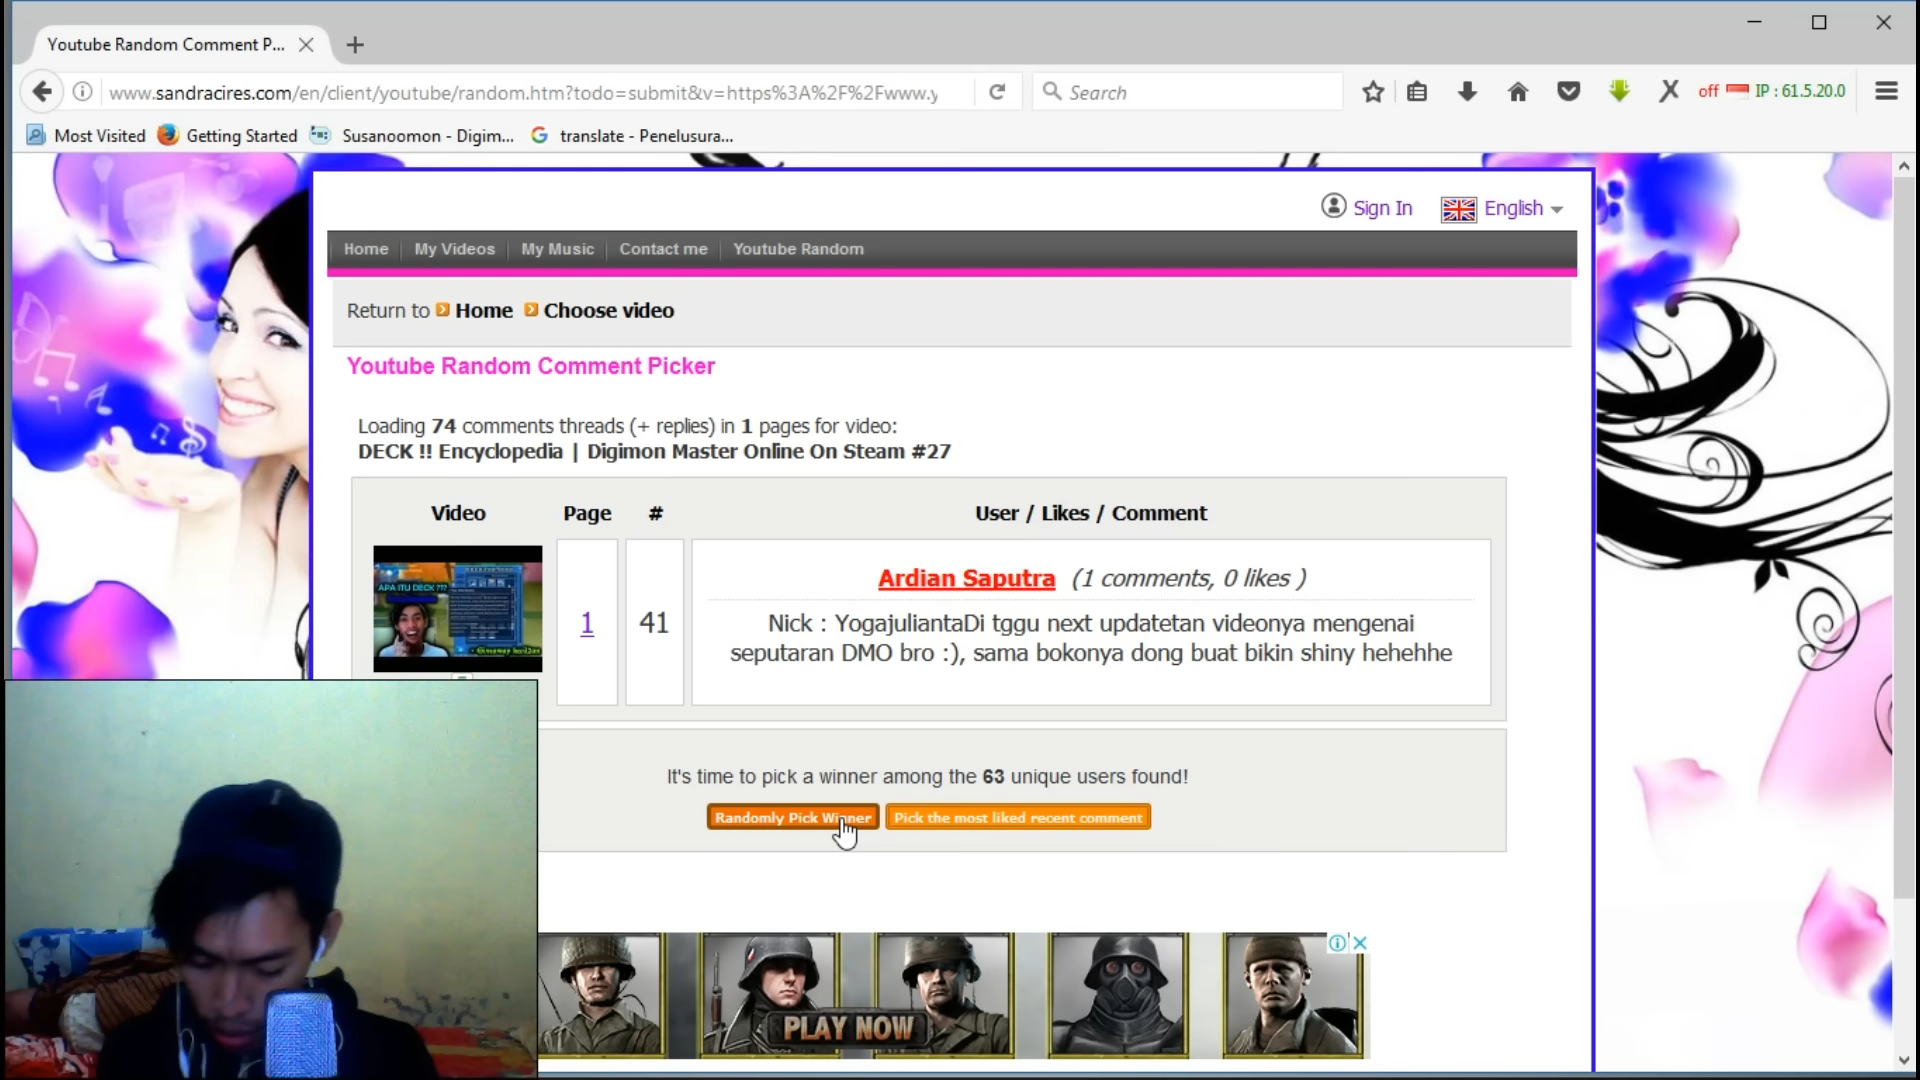 Youtube Random Comment P...
www.sandracires.com/en/client/youtube/random.htm?todo=submit&v=https%3A%2F%2Fwww.y
Search
off
IP : 61.5.20.0
Most Visited
Getting Started
Susanoomon - Digim...
translate - Penelusura...
Sign In
English
Home
My Videos
My Music
Contact me
Youtube Random
Return to Home Choose video
Youtube Random Comment Picker
Loading 74 comments threads (+ replies) in 1 pages for video:
DECK !! Encyclopedia | Digimon Master Online On Steam #27
Video
Page
#
User / Likes / Comment
APA ITU DECK ???
1
41
Ardian Saputra (1 comments, 0 likes )
Nick : YogajuliantaDi tggu next updatetan videonya mengenai
seputaran DMO bro :), sama bokonya dong buat bikin shiny hehehhe
It's time to pick a winner among the 63 unique users found!
Randomly Pick Winner
Pick the most liked recent comment
PLAY NOW